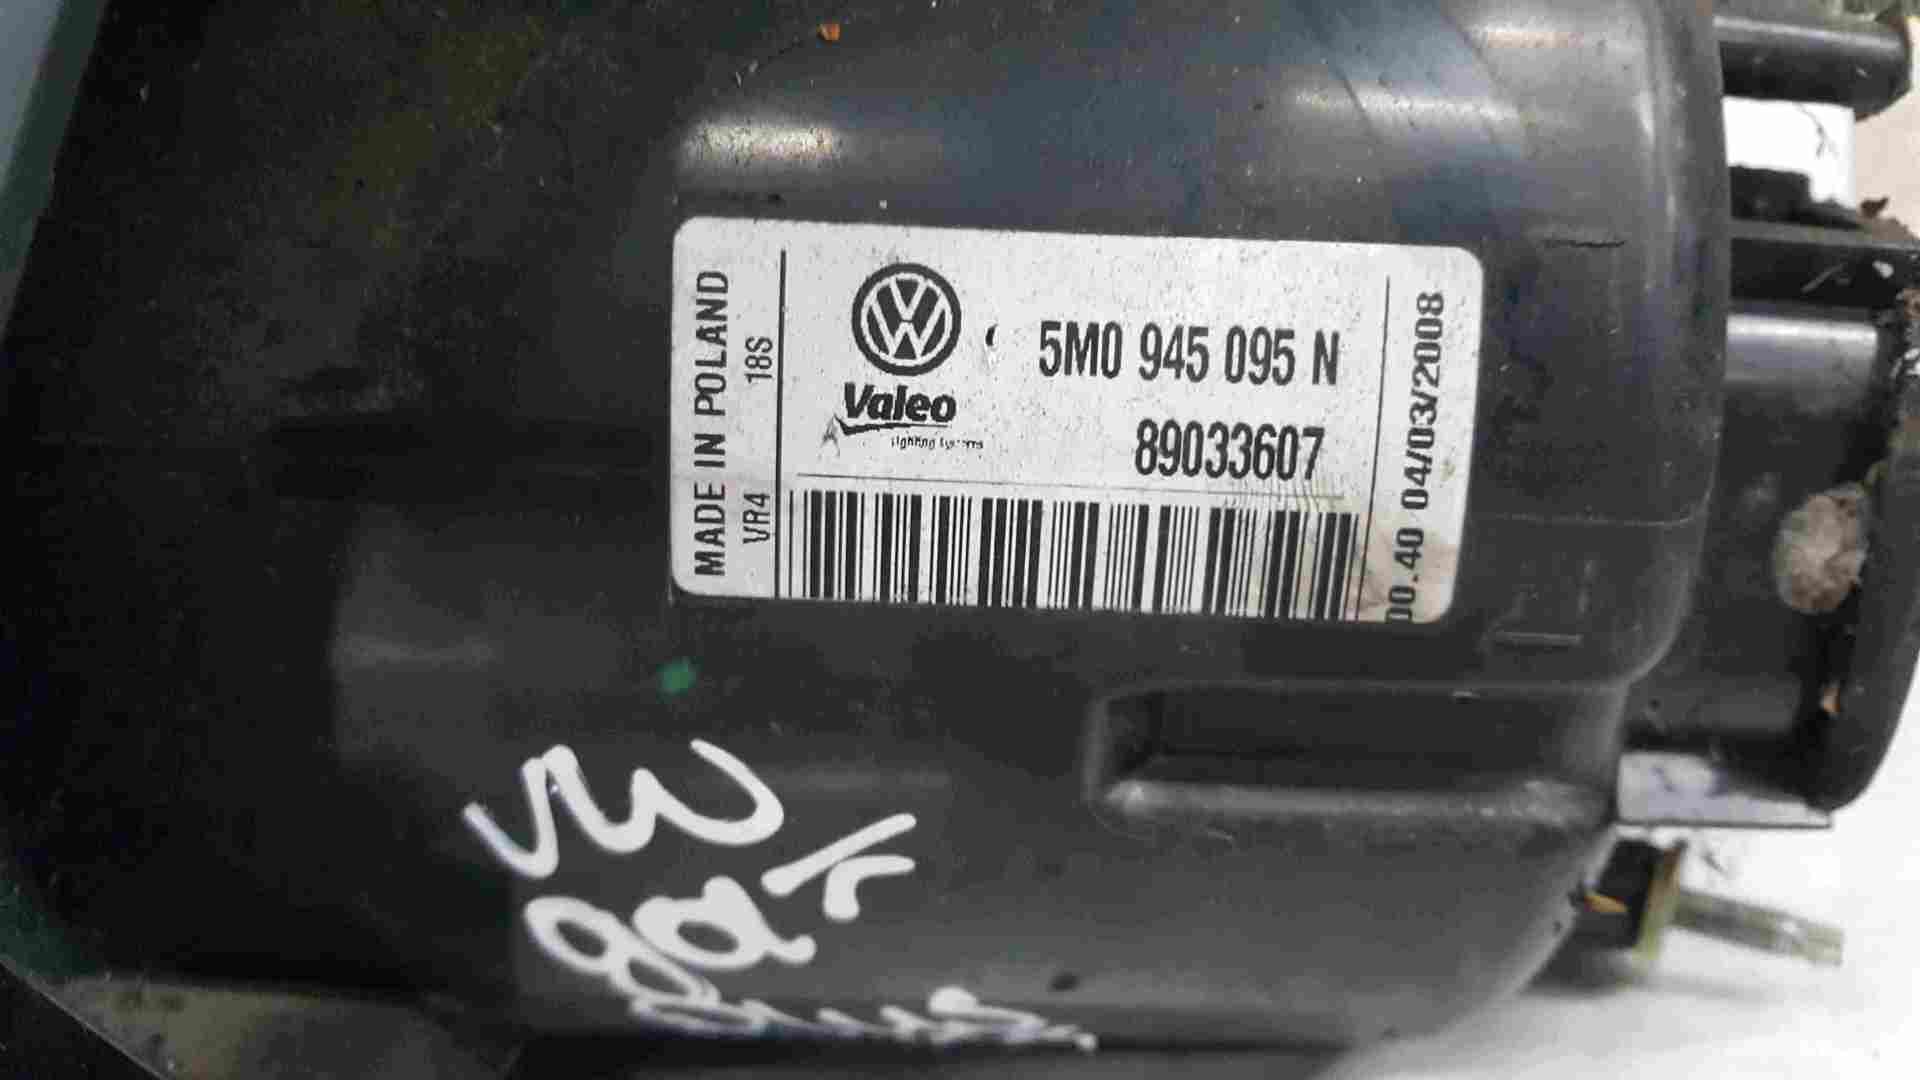 MADE IN POLAND
VR4 18S
Valeo
Lighting Systems
5M0 945 095 N
89033607
00.40 04/03/2008